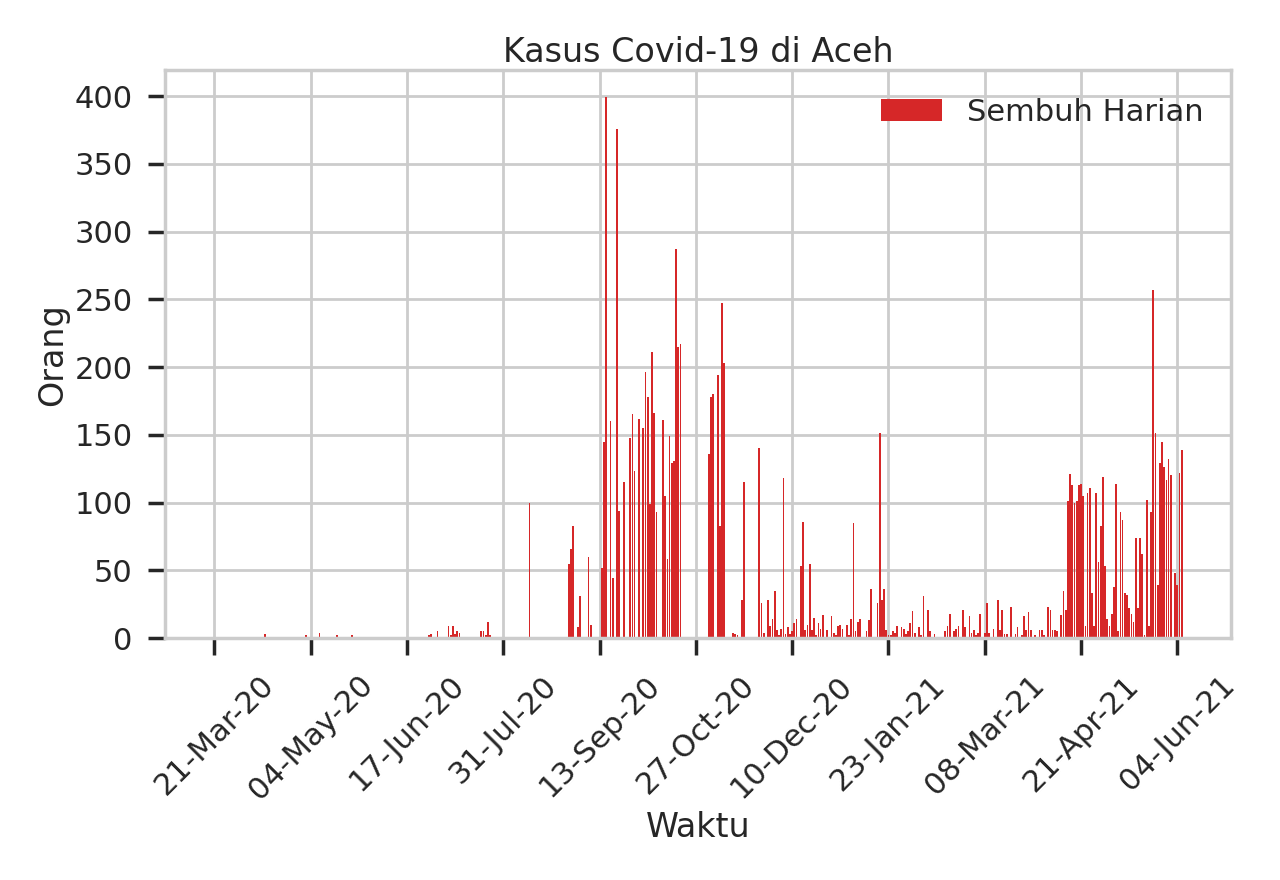 Kasus Covid-19 di Aceh
Sembuh Harian
400
350
300
250
200
150
100
50
0
Orang
21-Mar-20
04-May-20
17-Jun-20
31-Jul-20
13-Sep-20
27-Oct-20
10-Dec-20
23-Jan-21
08-Mar-21
21-Apr-21
04-Jun-21
Waktu